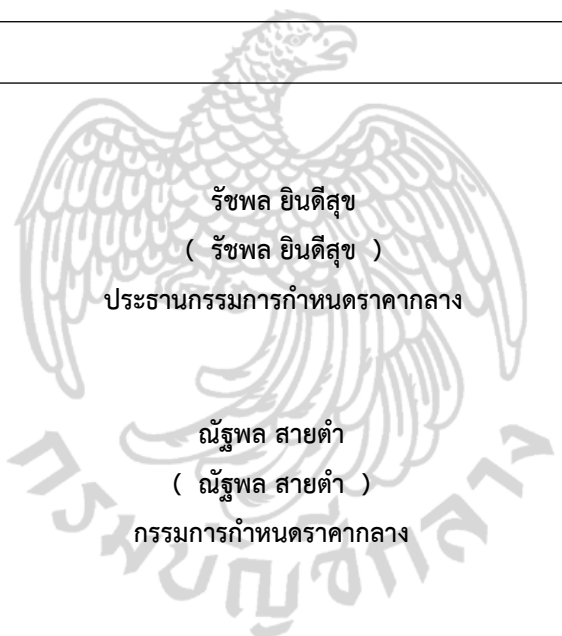 รัชพล ยินดีสุข
( รัชพล ยินดีสุข )
ประธานกรรมการกำหนดราคากลาง
ณัฐพล สายตำ
( ณัฐพล สายตำ )
กรรมการกำหนดราคากลาง
กรมบัญชีกลาง